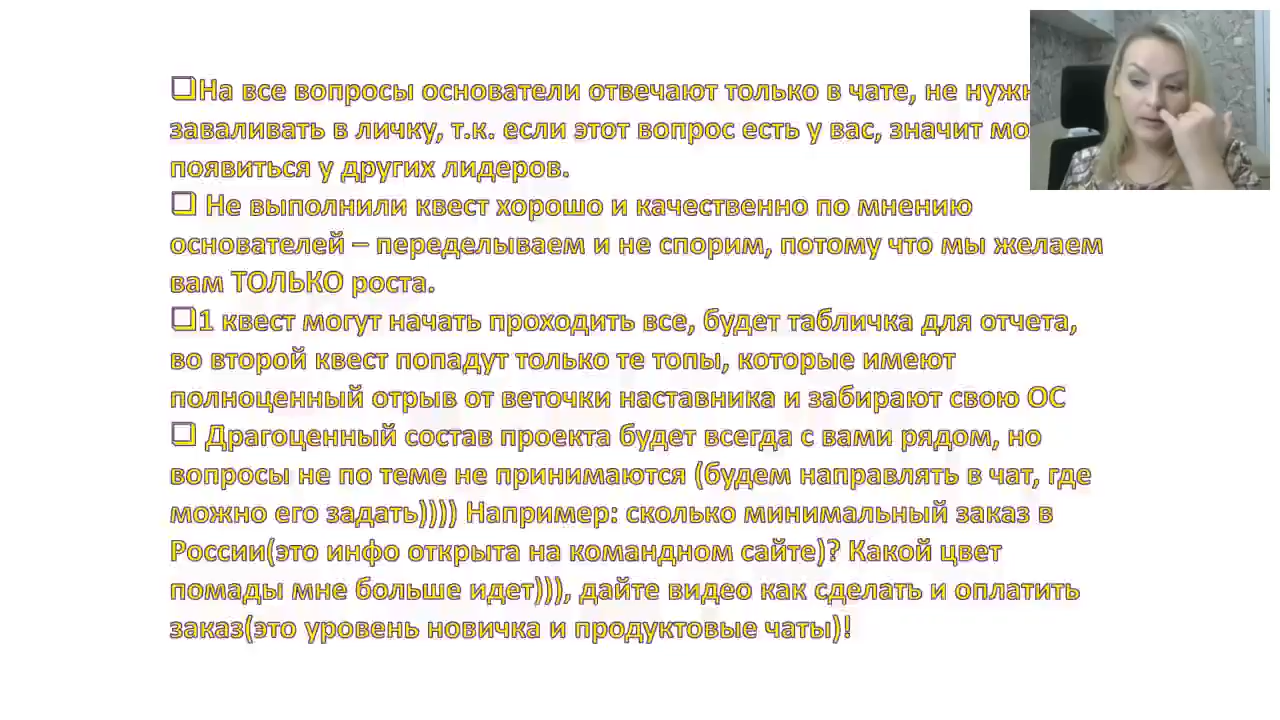 ❑На все вопросы основатели отвечают только в чате, не
заваливать в личку, т.к. если этот вопрос есть у вас, значит
появиться у других лидеров.
❑ Не выполнили квест хорошо и качественно по мнению
основателей – переделываем и не спорим, потому что мы желаем
вам ТОЛЬКО роста.
❑1 квест могут начать проходить все, будет табличка для отчета,
во второй квест попадут только те топы, которые имеют
полноценный отрыв от веточки наставника и забирают свою ОС
❑ Драгоценный состав проекта будет всегда с вами рядом, но
вопросы не по теме не принимаются (будем направлять в чат, где
можно его задать)))) Например: сколько минимальный заказ в
России(это инфо открыта на командном сайте)? Какой цвет
помады мне больше идет))), дайте видео как сделать и оплатить
заказ(это уровень новичка и продуктовые чаты)!